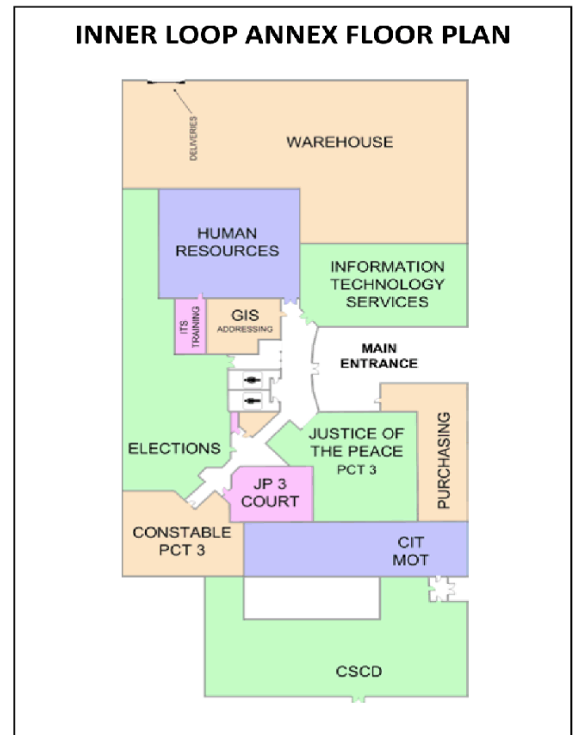 INNER LOOP ANNEX FLOOR PLAN
DELIVERIES
WAREHOUSE
HUMAN
RESOURCES
INFORMATION
TECHNOLOGY
SERVICES
ITS
TRAINING
GIS
ADDRESSING
MAIN
ENTRANCE
ELECTIONS
JUSTICE OF
THE PEACE
PCT 3
PURCHASING
JP 3
COURT
CONSTABLE
PCT 3
CIT
MOT
CSCD